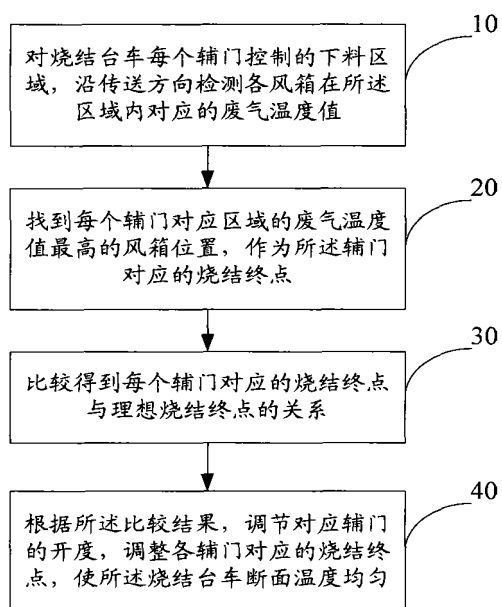 10
对烧结台车每个辅门控制的下料区
域，沿传送方向检测各风箱在所述
区域内对应的废气温度值
20
找到每个辅门对应区域的废气温度
值最高的风箱位置，作为所述辅门
对应的烧结终点
30
比较得到每个辅门对应的烧结终点
与理想烧结终点的关系
40
根据所述比较结果，调节对应辅门
的开度，调整各辅门对应的烧结终
点，使所述烧结台车断面温度均匀